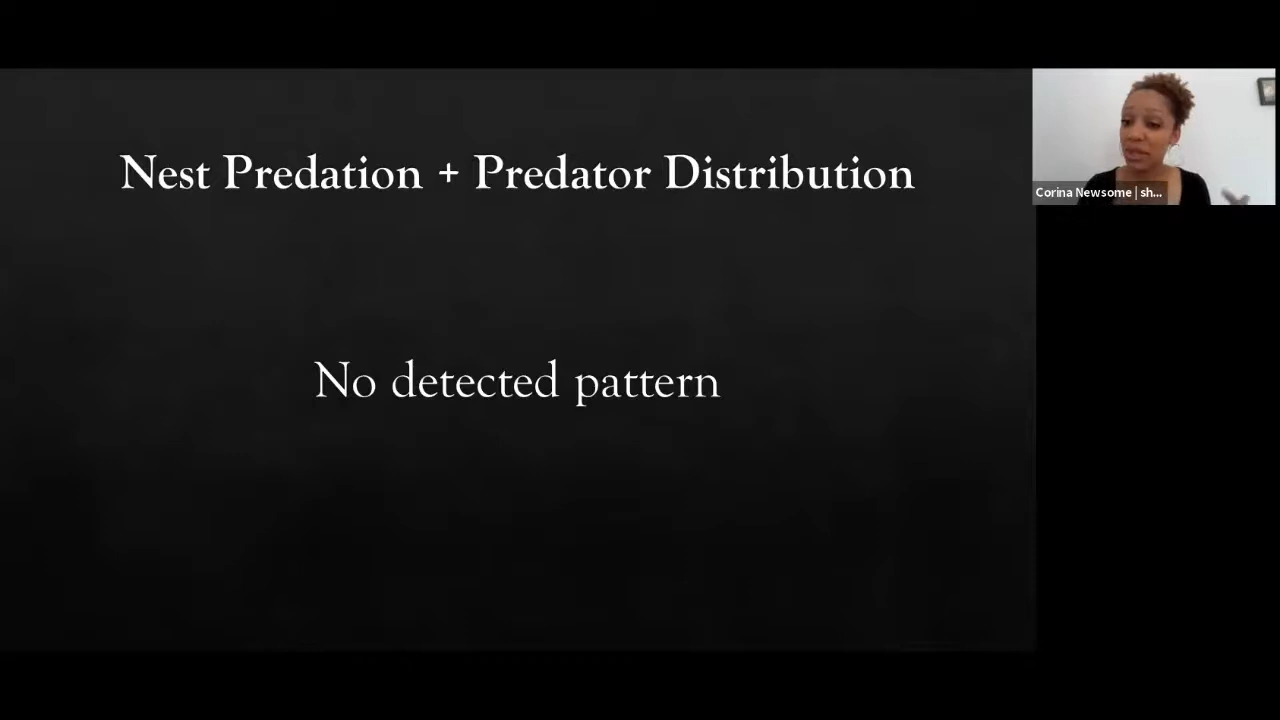 Nest Predation + Predator Distribution
Corina Newsome | sh...
No detected pattern